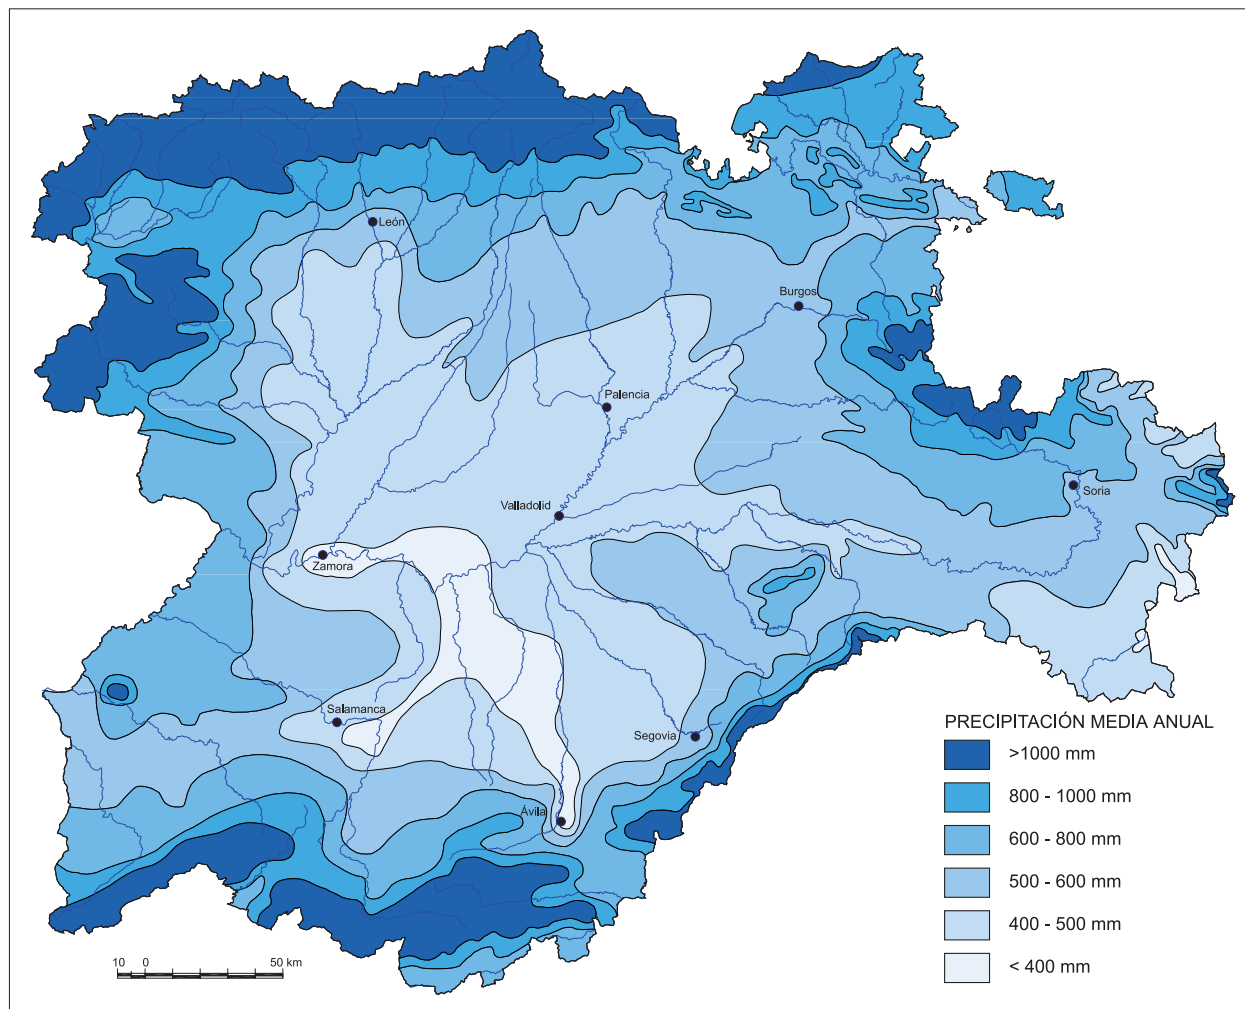 León
Burgos
Palencia
Valladolid
Soria
Zamora
Salamanca
Segovia
Ávila
PRECIPITACIÓN MEDIA ANUAL
>1000 mm
800 - 1000 mm
600 - 800 mm
500 - 600 mm
400 - 500 mm
< 400 mm
10 0 50 km